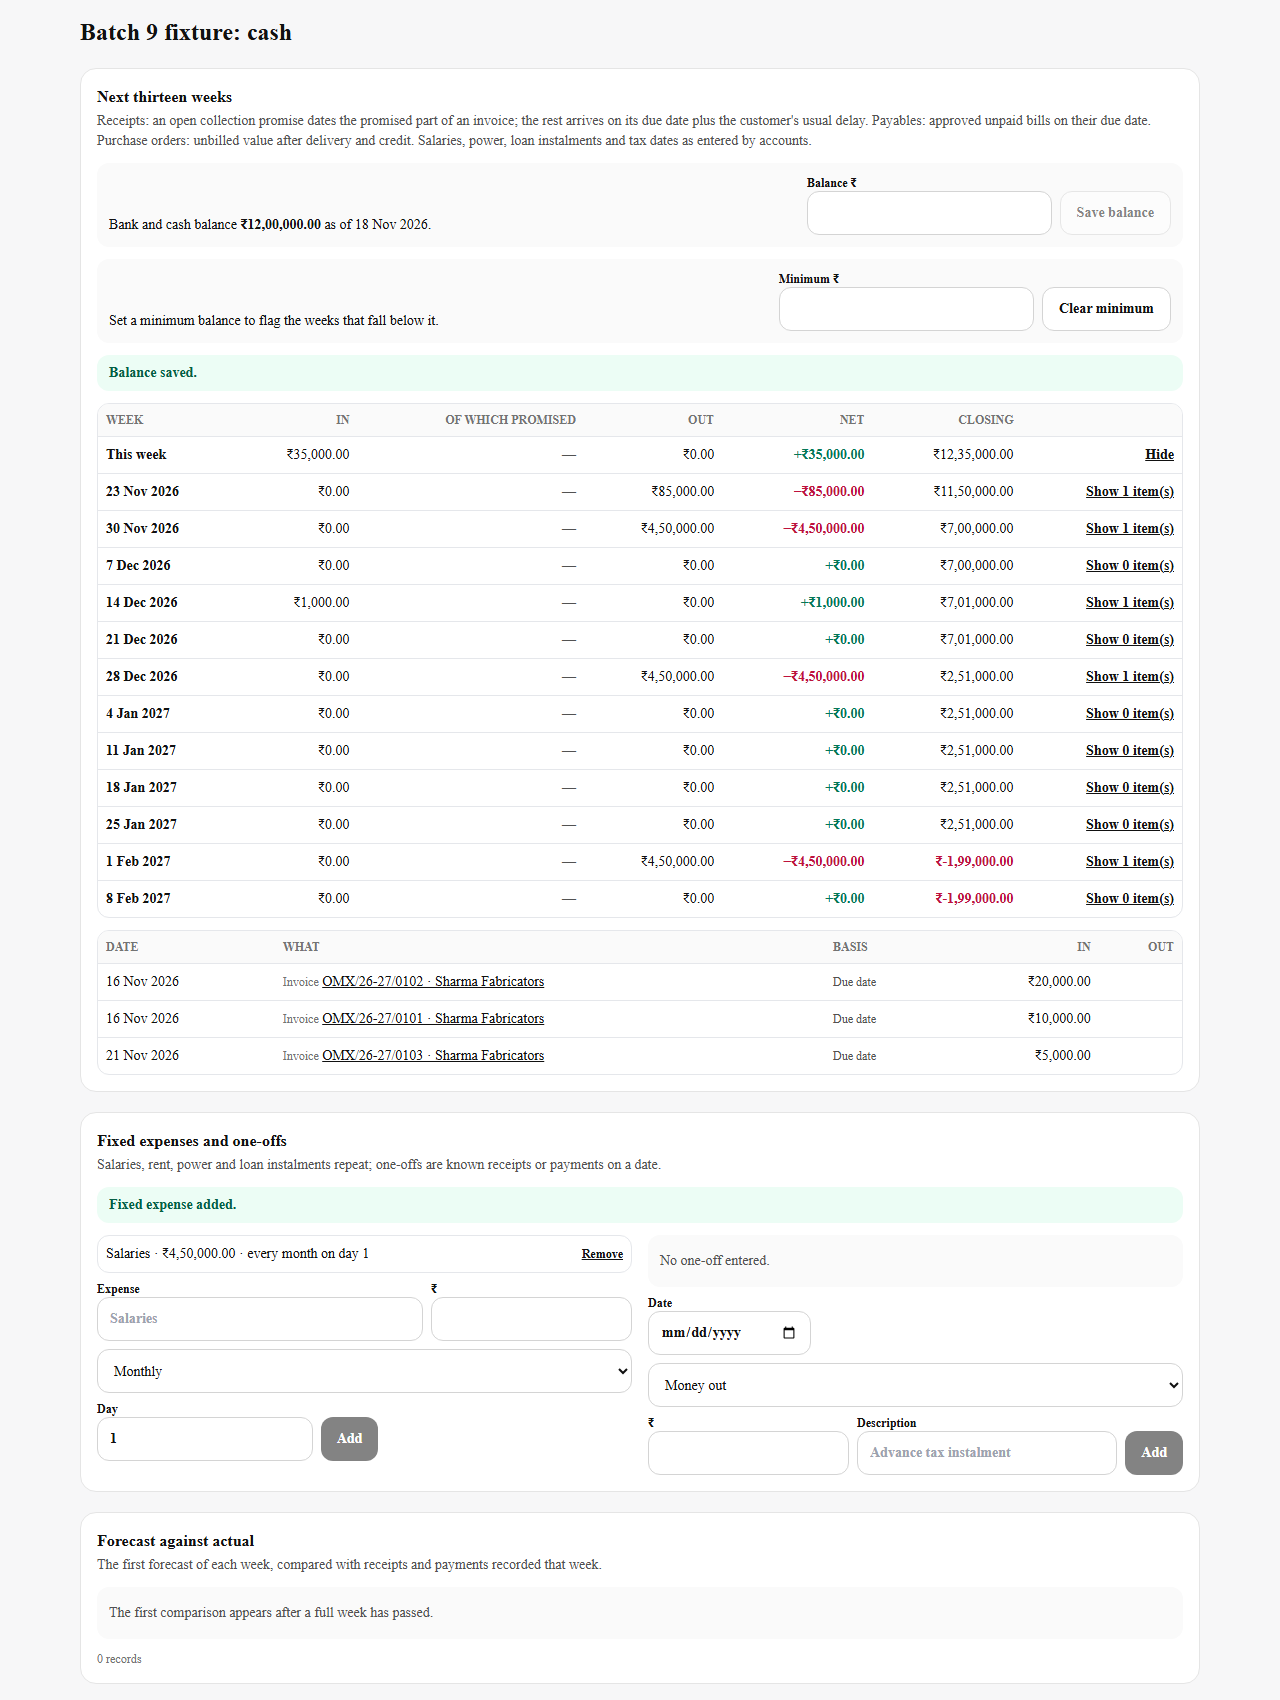 Batch 9 fixture: cash
Next thirteen weeks
Receipts: an open collection promise dates the promised part of an invoice; the rest arrives on its due date plus the customer's usual delay. Payables: approved unpaid bills on their due date.
Purchase orders: unbilled value after delivery and credit. Salaries, power, loan instalments and tax dates as entered by accounts.
Balance ₹
Bank and cash balance ₹12,00,000.00 as of 18 Nov 2026.
Save balance
Minimum ₹
Set a minimum balance to flag the weeks that fall below it.
Clear minimum
Balance saved.
WEEK IN OF WHICH PROMISED OUT NET CLOSING
This week ₹35,000.00 — ₹0.00 +₹35,000.00 ₹12,35,000.00 Hide
23 Nov 2026 ₹0.00 — ₹85,000.00 −₹85,000.00 ₹11,50,000.00 Show 1 item(s)
30 Nov 2026 ₹0.00 — ₹4,50,000.00 −₹4,50,000.00 ₹7,00,000.00 Show 1 item(s)
7 Dec 2026 ₹0.00 — ₹0.00 +₹0.00 ₹7,00,000.00 Show 0 item(s)
14 Dec 2026 ₹1,000.00 — ₹0.00 +₹1,000.00 ₹7,01,000.00 Show 1 item(s)
21 Dec 2026 ₹0.00 — ₹0.00 +₹0.00 ₹7,01,000.00 Show 0 item(s)
28 Dec 2026 ₹0.00 — ₹4,50,000.00 −₹4,50,000.00 ₹2,51,000.00 Show 1 item(s)
4 Jan 2027 ₹0.00 — ₹0.00 +₹0.00 ₹2,51,000.00 Show 0 item(s)
11 Jan 2027 ₹0.00 — ₹0.00 +₹0.00 ₹2,51,000.00 Show 0 item(s)
18 Jan 2027 ₹0.00 — ₹0.00 +₹0.00 ₹2,51,000.00 Show 0 item(s)
25 Jan 2027 ₹0.00 — ₹0.00 +₹0.00 ₹2,51,000.00 Show 0 item(s)
1 Feb 2027 ₹0.00 — ₹4,50,000.00 −₹4,50,000.00 ₹-1,99,000.00 Show 1 item(s)
8 Feb 2027 ₹0.00 — ₹0.00 +₹0.00 ₹-1,99,000.00 Show 0 item(s)
DATE WHAT BASIS IN OUT
16 Nov 2026 Invoice OMX/26-27/0102 · Sharma Fabricators Due date ₹20,000.00
16 Nov 2026 Invoice OMX/26-27/0101 · Sharma Fabricators Due date ₹10,000.00
21 Nov 2026 Invoice OMX/26-27/0103 · Sharma Fabricators Due date ₹5,000.00
Fixed expenses and one-offs
Salaries, rent, power and loan instalments repeat; one-offs are known receipts or payments on a date.
Fixed expense added.
Salaries · ₹4,50,000.00 · every month on day 1 Remove
Expense ₹
Salaries
Monthly
Day
1 Add
No one-off entered.
Date
mm/dd/yyyy
Money out
₹ Description
Advance tax instalment Add
Forecast against actual
The first forecast of each week, compared with receipts and payments recorded that week.
The first comparison appears after a full week has passed.
0 records